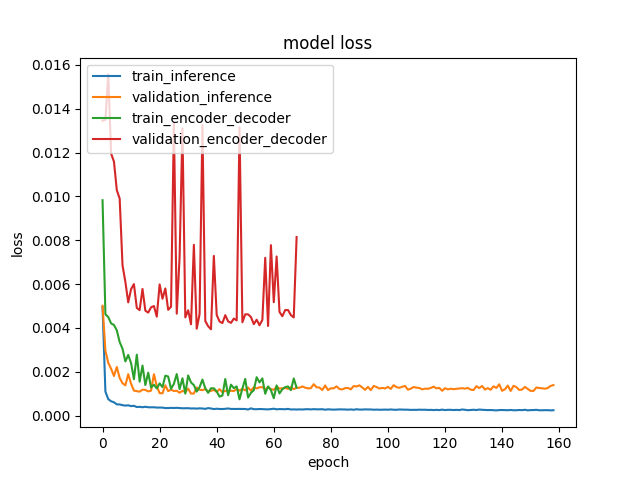 model loss
train_inference
validation_inference
train_encoder_decoder
validation_encoder_decoder
loss
0.016
0.014
0.012
0.010
0.008
0.006
0.004
0.002
0.000
0 20 40 60 80 100 120 140 160
epoch